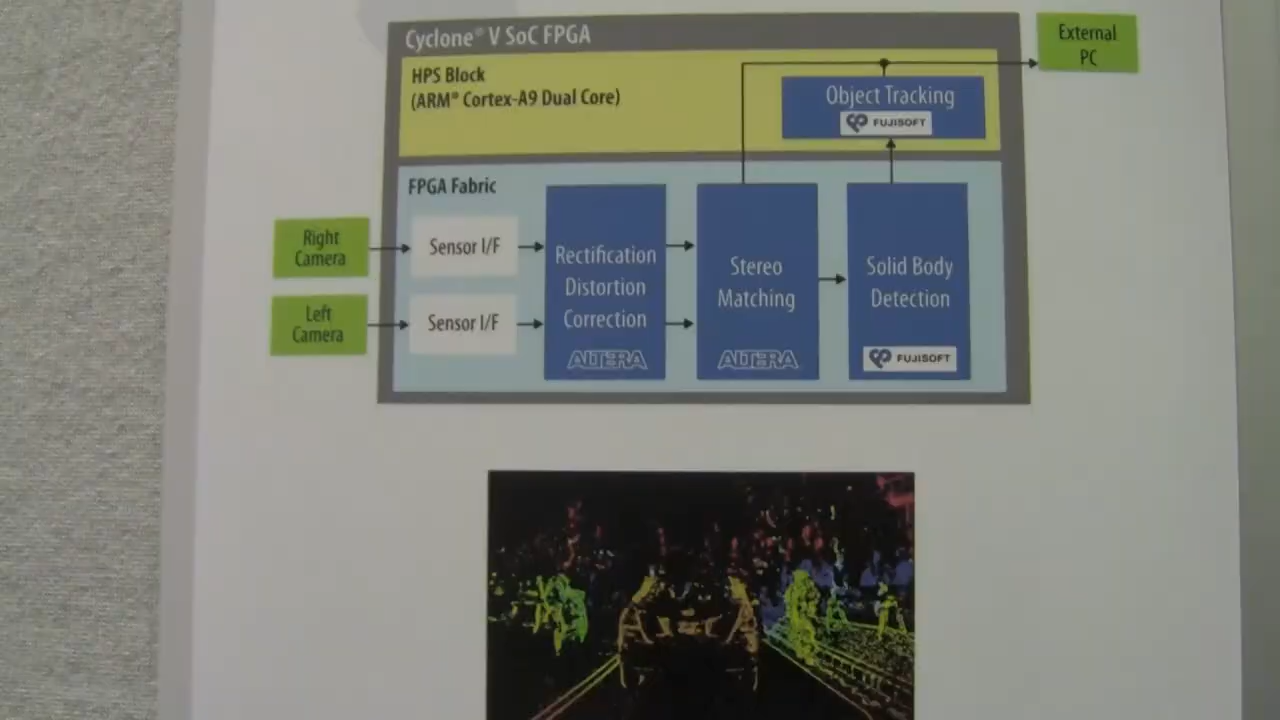 Cyclone® V SoC FPGA
External
PC
HPS Block
(ARM® Cortex-A9 Dual Core)
Object Tracking
FUJISOFT
FPGA Fabric
Right
Camera
Sensor I/F
Left
Camera
Sensor I/F
Rectification
Distortion
Correction
ALTERA
Stereo
Matching
ALTERA
Solid Body
Detection
FUJISOFT